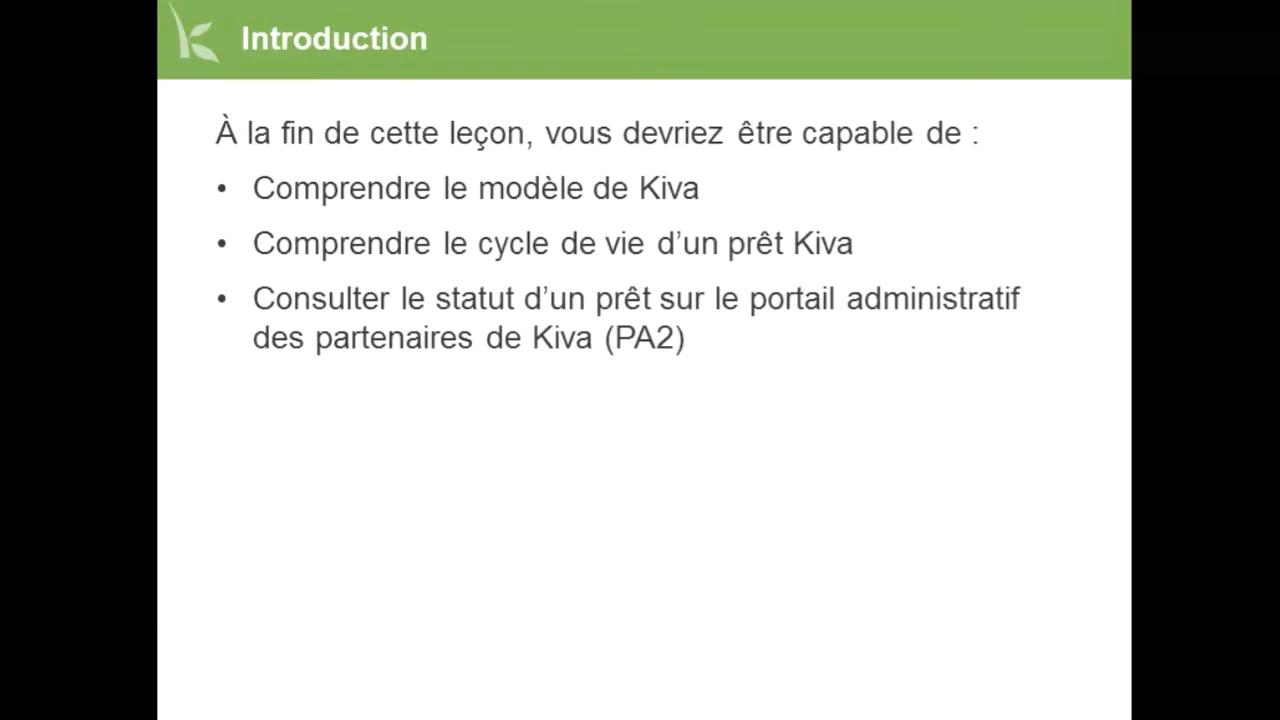 Introduction
À la fin de cette leçon, vous devriez être capable de :
• Comprendre le modèle de Kiva
• Comprendre le cycle de vie d’un prêt Kiva
• Consulter le statut d’un prêt sur le portail administratif
des partenaires de Kiva (PA2)